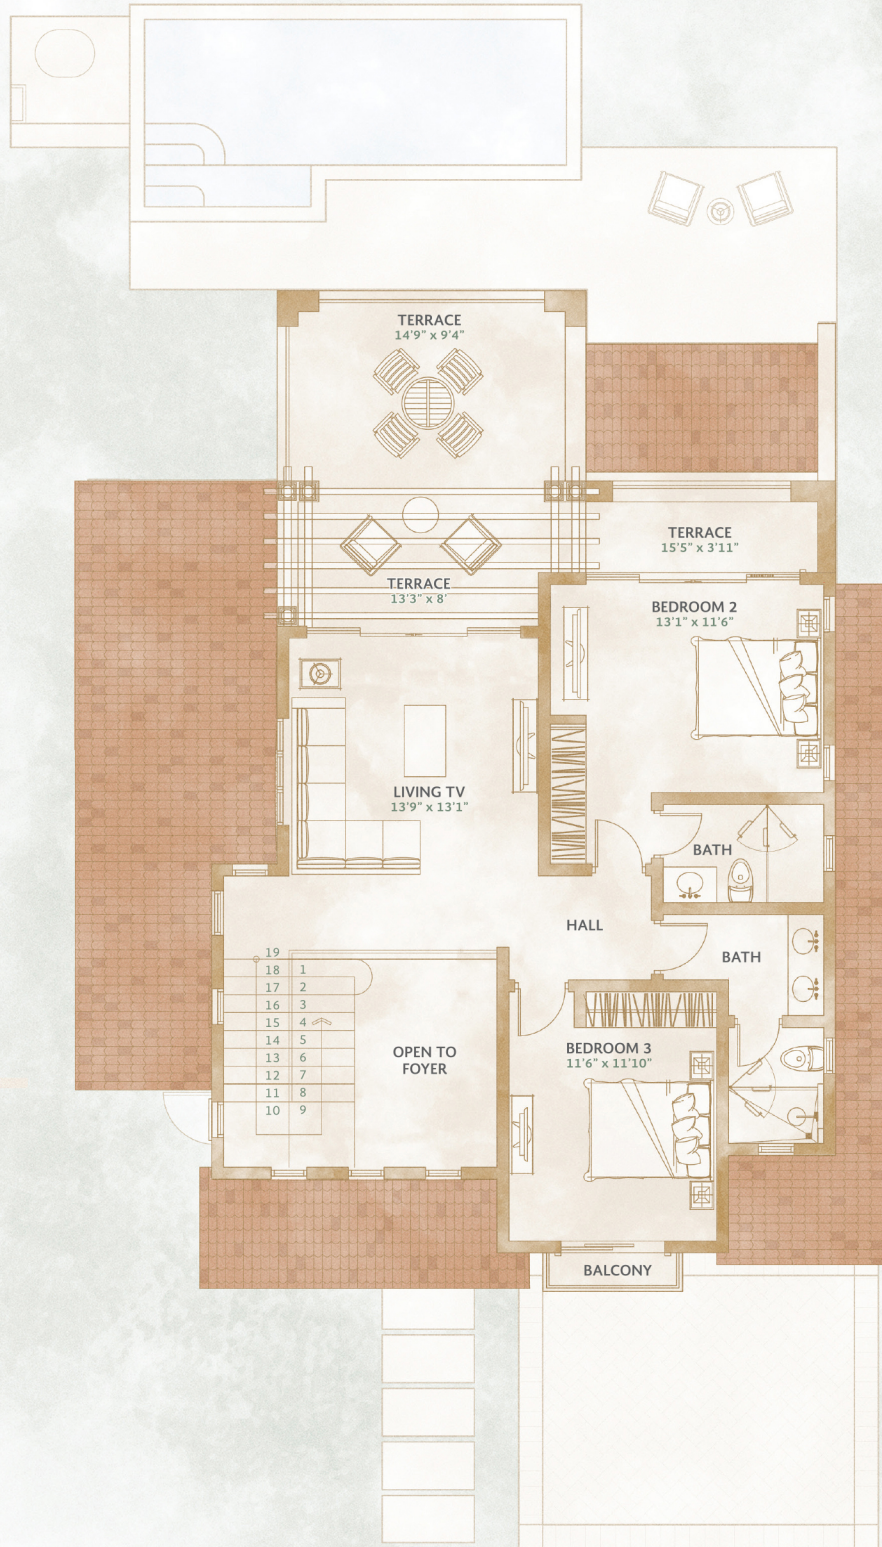 TERRACE
14'9" x 9'4"
TERRACE
15'5" x 3'11"
TERRACE
13'3" x 8'
BEDROOM 2
13'1" x 11'6"
LIVING TV
13'9" x 13'1"
BATH
HALL
BATH
19
18 1
17 2
16 3
15 4
14 5
13 6
12 7
11 8
10 9
OPEN TO
FOYER
BEDROOM 3
11'6" x 11'10"
BALCONY